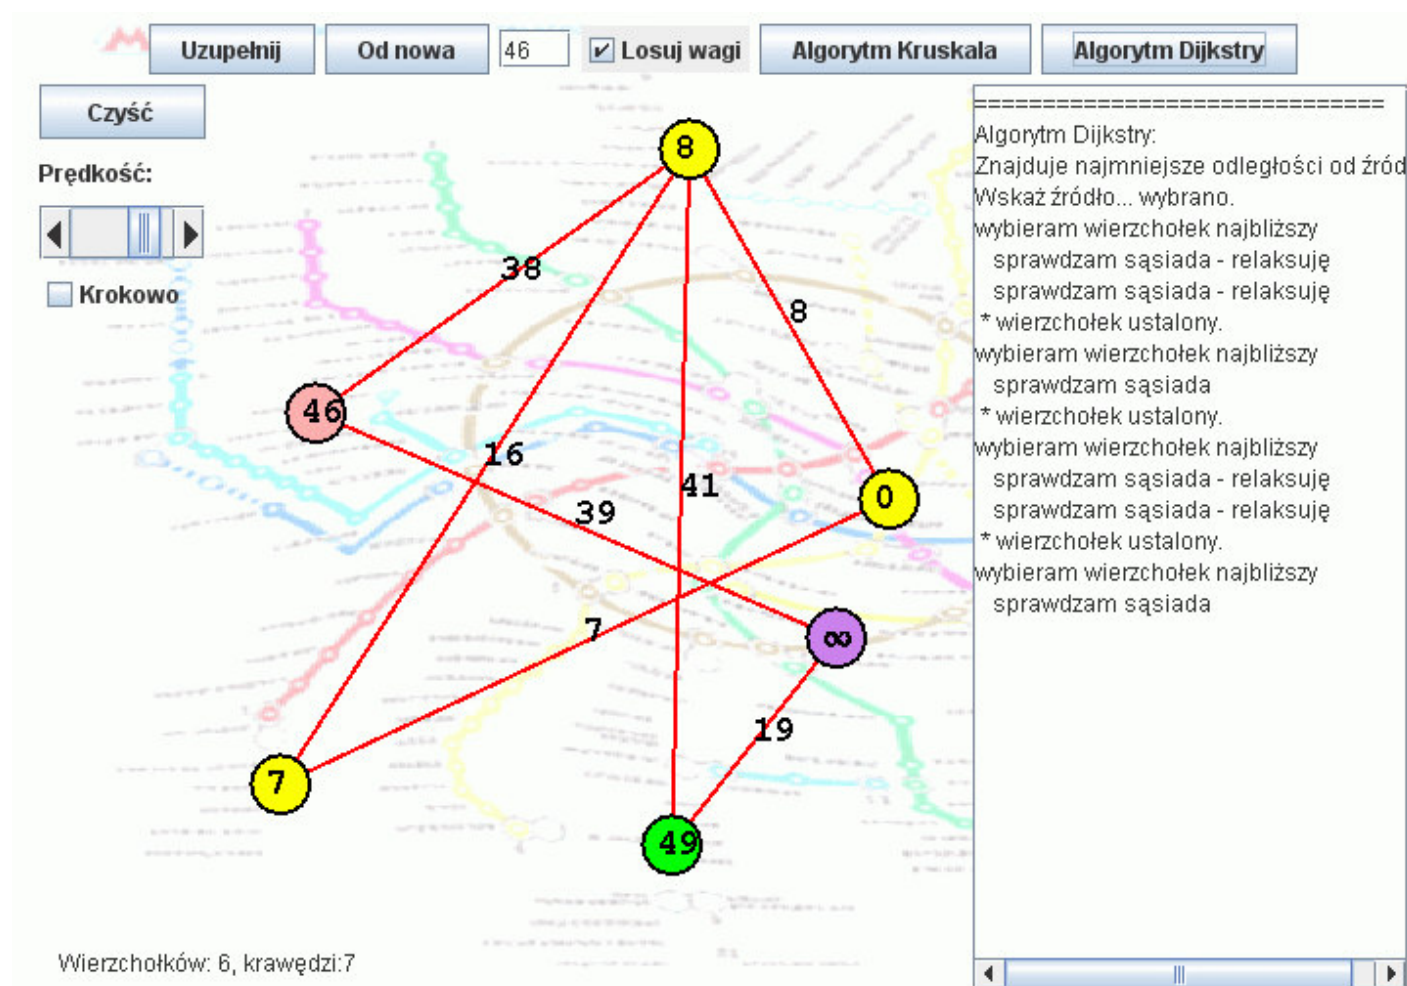 Uzupełnij Od nowa 46 Losuj wagi Algorytm Kruskala Algorytm Dijkstry
Czyść
Prędkość:
Krokowo
8
38
8
46
16
41
0
39
7
∞
19
7
49
Wierzchołków: 6, krawędzi:7
==============================
Algorytm Dijkstry:
Znajduje najmniejsze odległości od źród
Wskaż źródło... wybrano.
wybieram wierzchołek najbliższy
sprawdzam sąsiada - relaksuję
sprawdzam sąsiada - relaksuję
* wierzchołek ustalony.
wybieram wierzchołek najbliższy
sprawdzam sąsiada
* wierzchołek ustalony.
wybieram wierzchołek najbliższy
sprawdzam sąsiada - relaksuję
sprawdzam sąsiada - relaksuję
* wierzchołek ustalony.
wybieram wierzchołek najbliższy
sprawdzam sąsiada